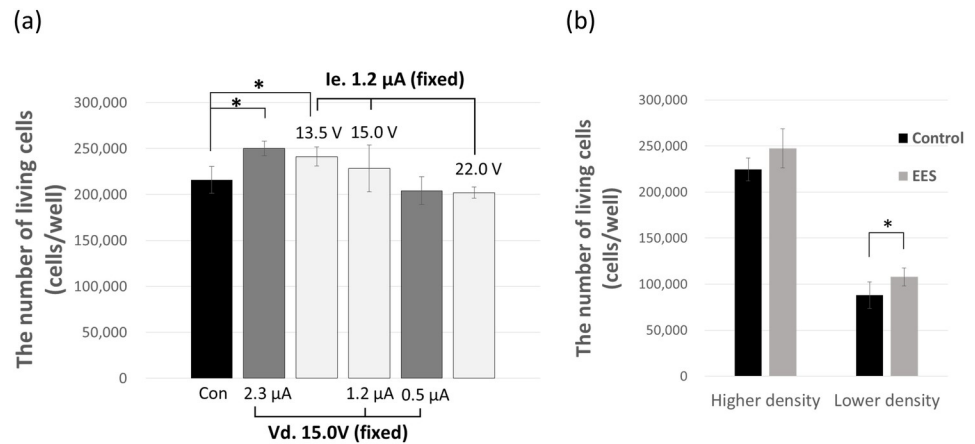 (a)
The number of living cells
(cells/well)
300,000
250,000
200,000
150,000
100,000
50,000
0
*
*
Ie. 1.2 µA (fixed)
13.5 V
15.0 V
22.0 V
Con
2.3 µA
1.2 µA
0.5 µA
Vd. 15.0V (fixed)
(b)
The number of living cells
(cells/well)
300,000
250,000
200,000
150,000
100,000
50,000
0
Control
EES
*
Higher density
Lower density